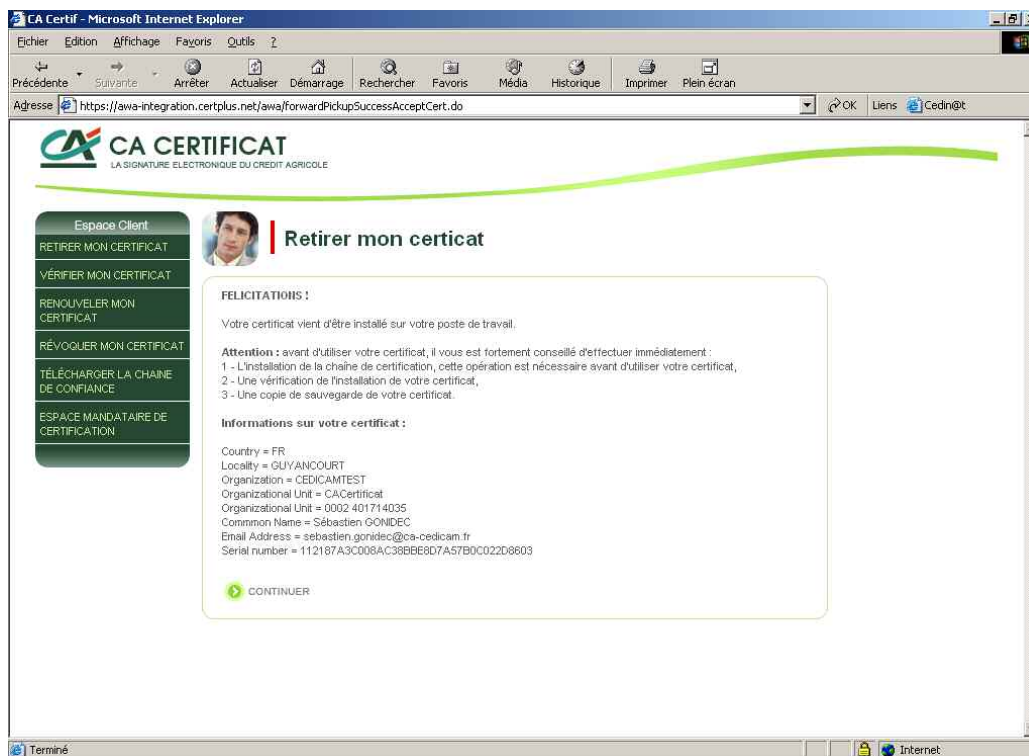 CA Certif - Microsoft Internet Explorer
Eichier Edition Affichage Favoris Outils ?
Précédente Suivante Arrêter Actualiser Démarrage Rechercher Favoris Média Historique Imprimer Plein écran
Adresse https://awa-integration.certplus.net/awa/forwardPickupSuccessAcceptCert.do OK Liens Cedin@t
CA CERTIFICAT
LA SIGNATURE ELECTRONIQUE DU CREDIT AGRICOLE
Espace Client
RETIRER MON CERTIFICAT
VÉRIFIER MON CERTIFICAT
RENOUVELER MON
CERTIFICAT
RÉVOQUER MON CERTIFICAT
TÉLÉCHARGER LA CHAINE
DE CONFIANCE
ESPACE MANDATAIRE DE
CERTIFICATION
Retirer mon certicat
FELICITATIONS !
Votre certificat vient d'être installé sur votre poste de travail.
Attention : avant d'utiliser votre certificat, il vous est fortement conseillé d'effectuer immédiatement :
1 - L'installation de la chaîne de certification, cette opération est nécessaire avant d'utiliser votre certificat,
2 - Une vérification de l'installation de votre certificat,
3 - Une copie de sauvegarde de votre certificat.
Informations sur votre certificat :
Country = FR
Locality = GUYANCOURT
Organization = CEDICAMTEST
Organizational Unit = CACertificat
Organizational Unit = 0002 401714035
Commmon Name = Sébastien GONIDEC
Email Address = sebastien.gonidec@ca-cedicam.fr
Serial number = 112187A3C008AC38BBE8D7A57B0C022D8603
CONTINUER
Terminé Internet